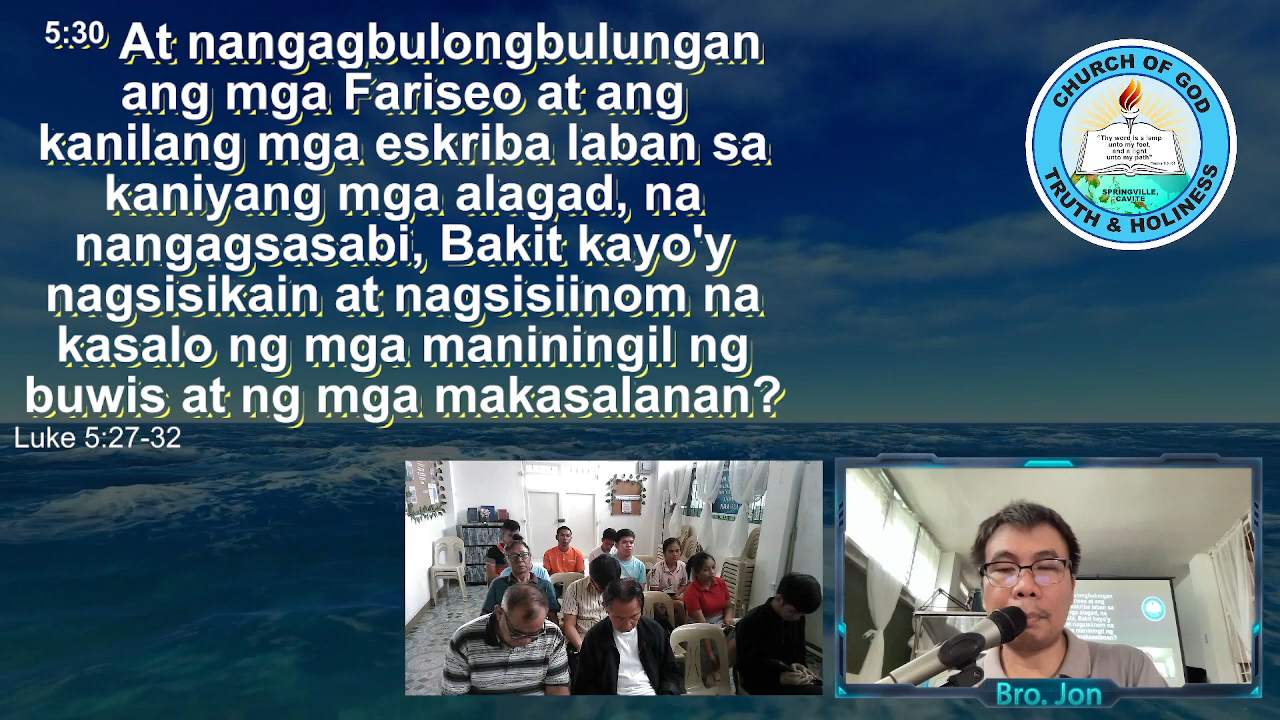 5:30 At nangagbulongbulungan
ang mga Fariseo at ang
kanilang mga eskriba laban sa
kaniyang mga alagad, na
nangagsasabi, Bakit kayo'y
nagsisikain at nagsisiinom na
kasalo ng mga maniningil ng
buwis at ng mga makasalanan?
Luke 5:27-32
CHURCH OF GOD
"Thy word is a lamp
unto my feet,
and a light
unto my path"
SPRINGVILLE,
CAVITE
TRUTH & HOLINESS
Bro. Jon